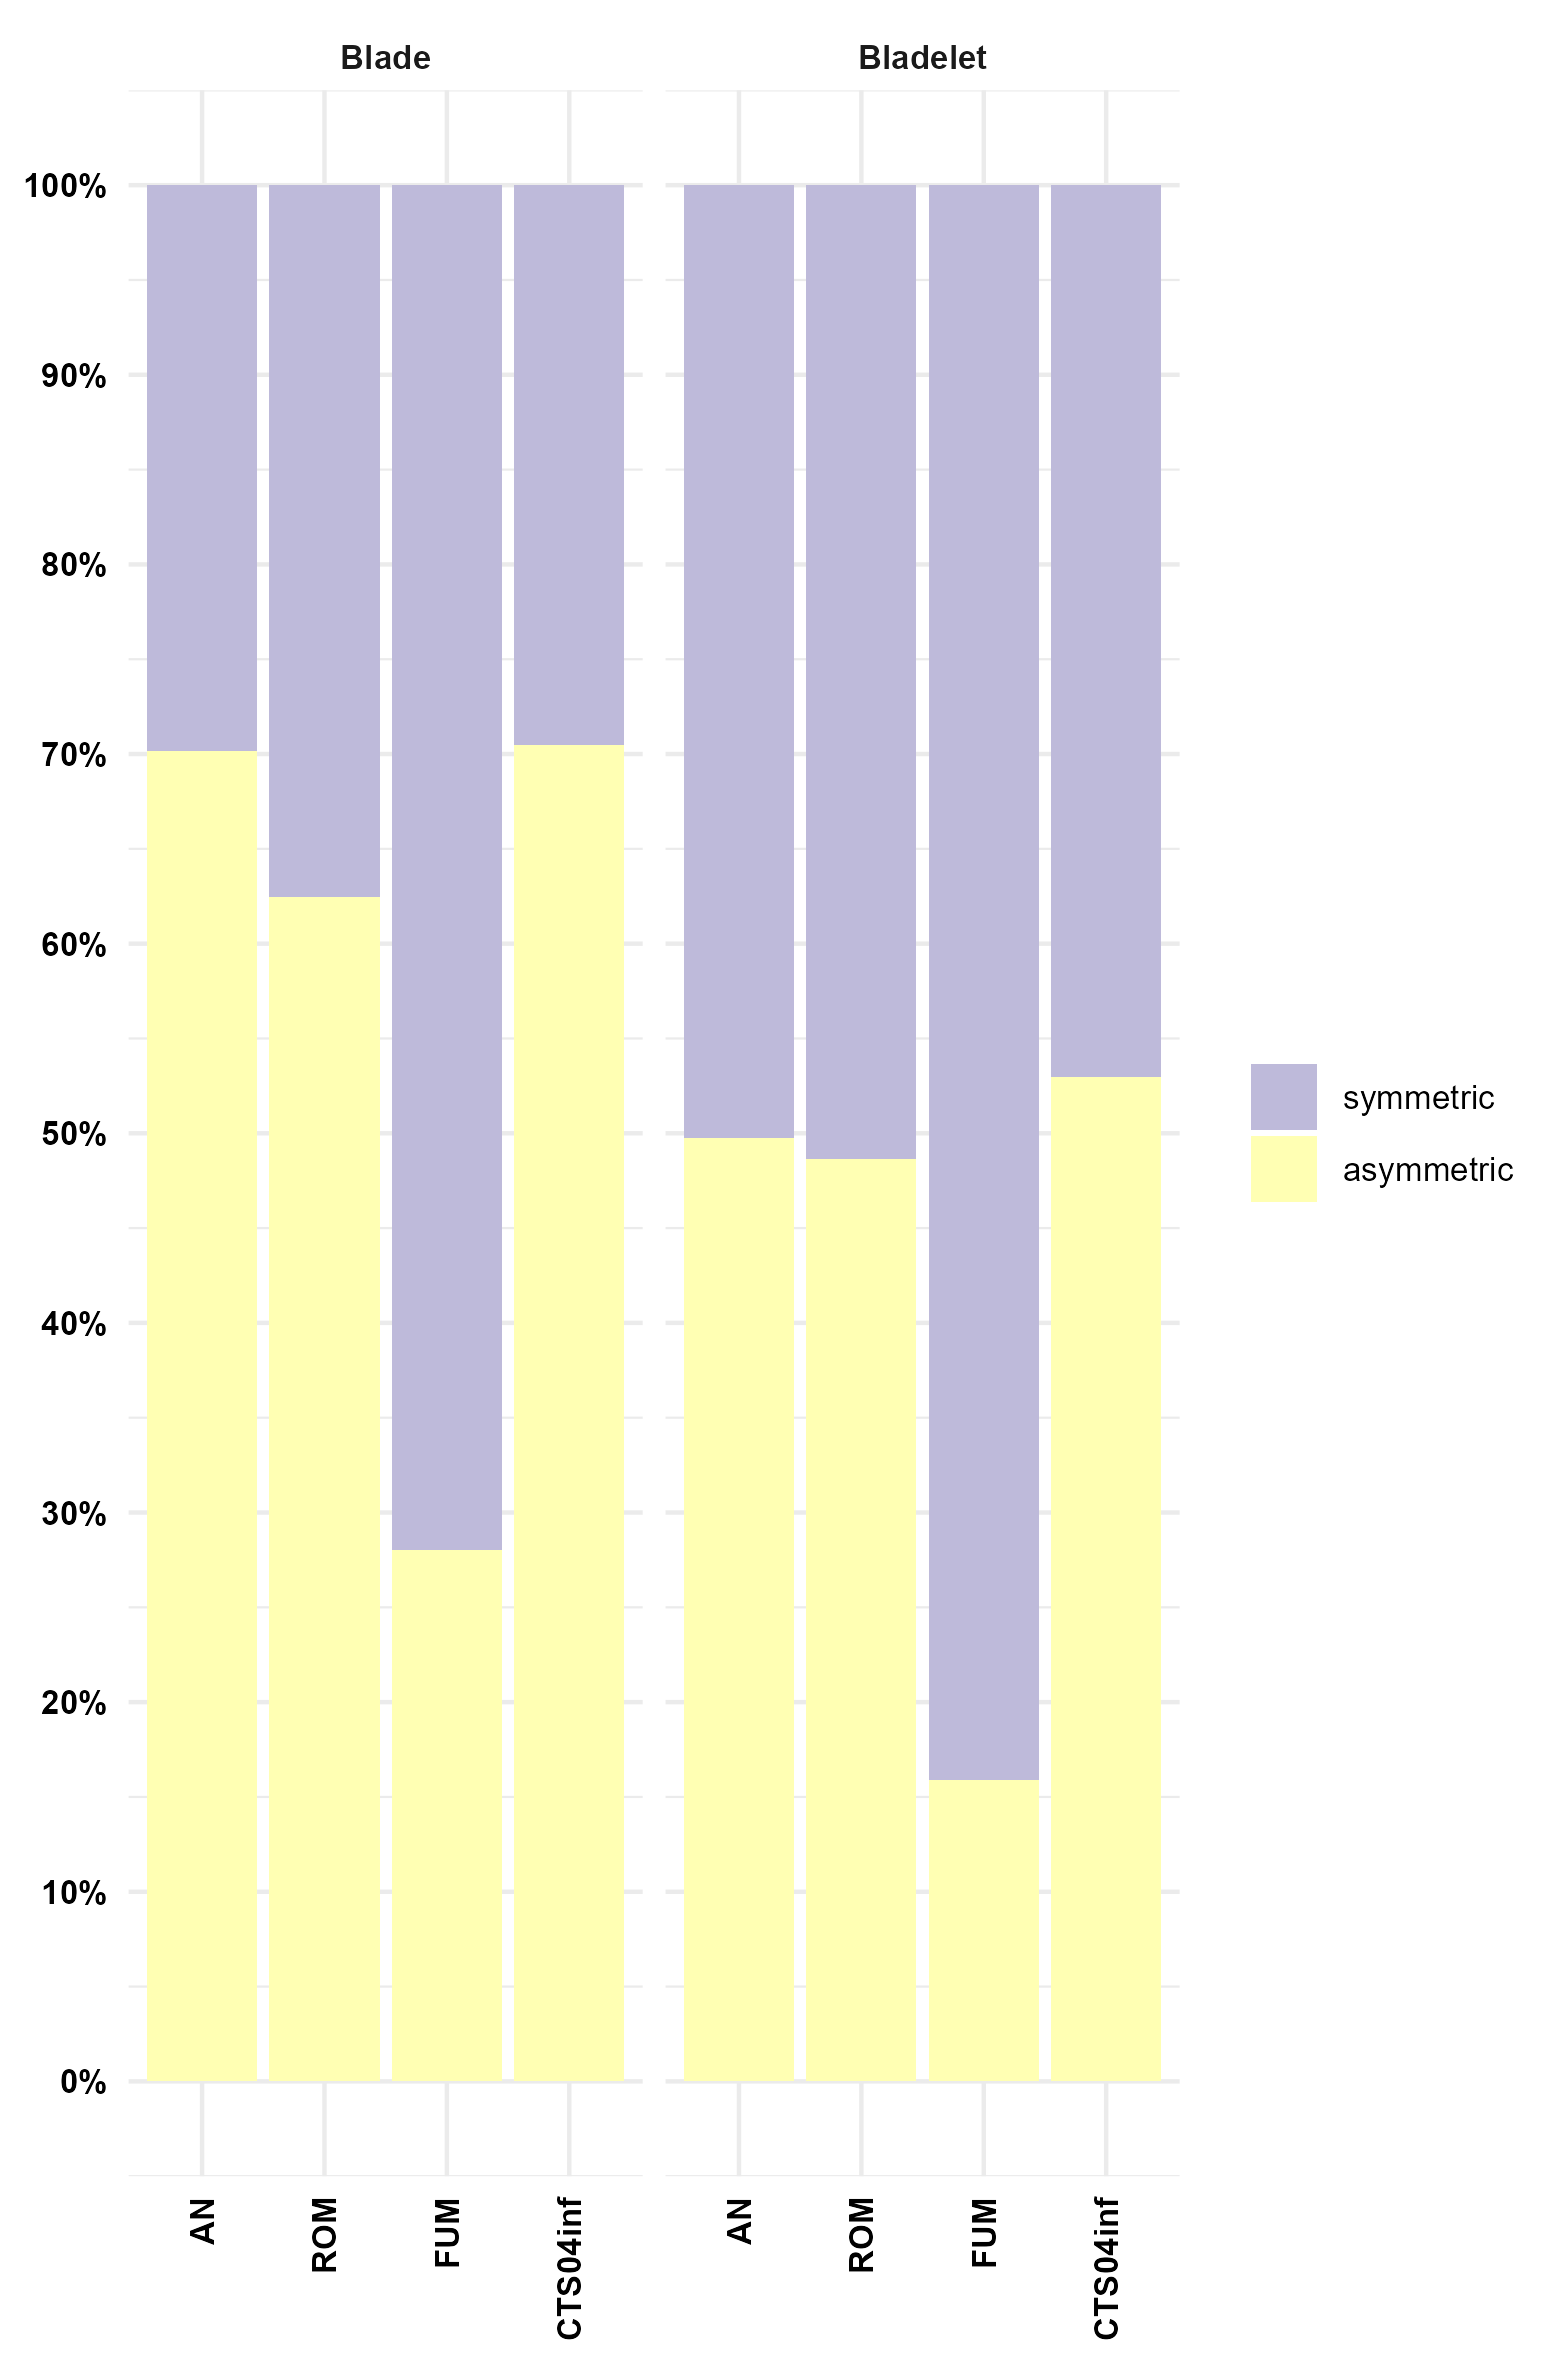 Blade
Bladelet
100%
90%
80%
70%
60%
50%
40%
30%
20%
10%
0%
symmetric
asymmetric
AN
ROM
FUM
CTS04inf
AN
ROM
FUM
CTS04inf